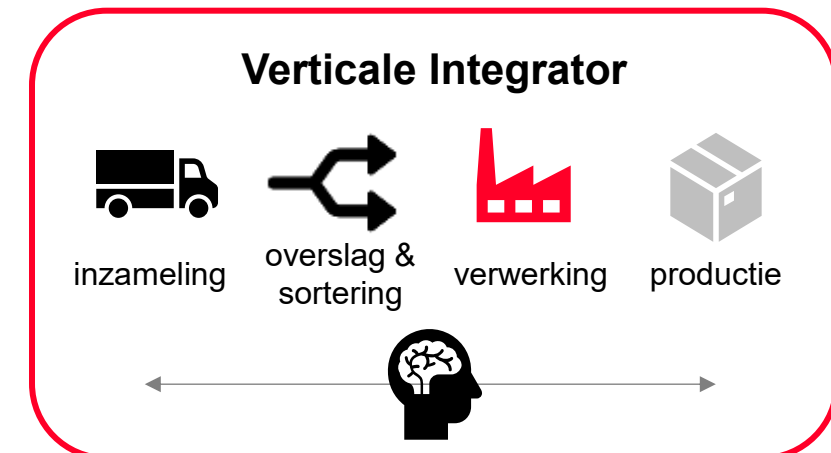 Verticale Integrator
inzameling
overslag &
sortering
verwerking
productie